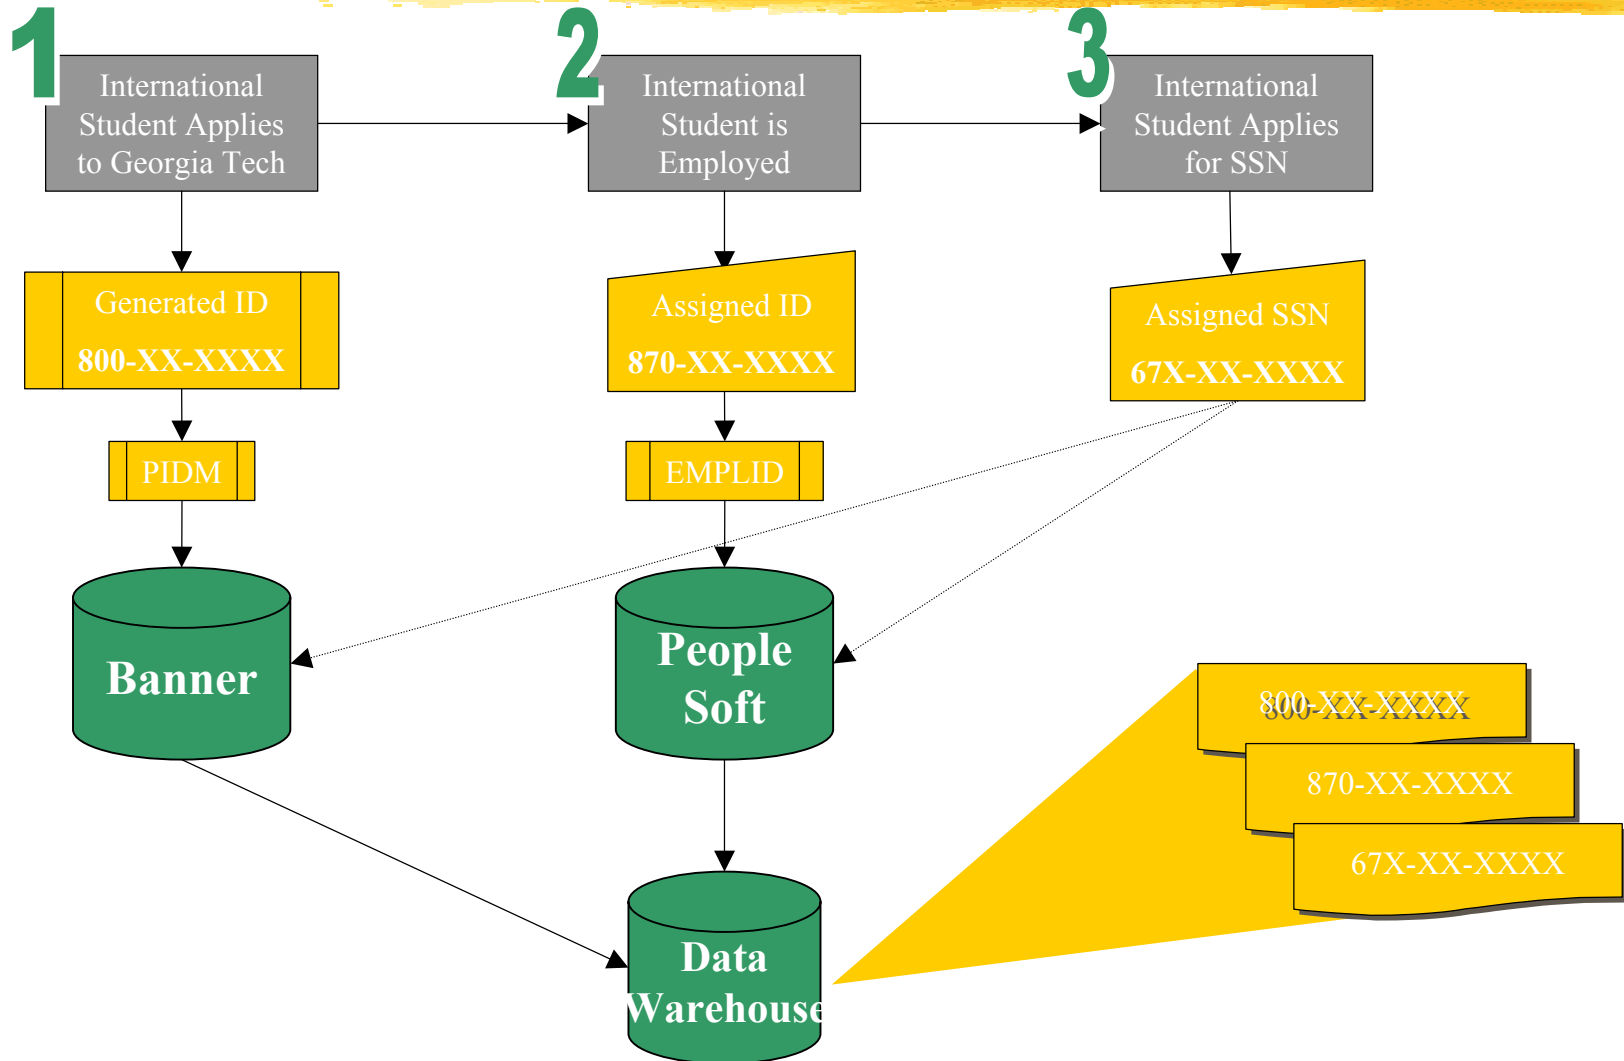 1
International
Student Applies
to Georgia Tech
2
International
Student is
Employed
3
International
Student Applies
for SSN
Generated ID
800-XX-XXXX
Assigned ID
870-XX-XXXX
Assigned SSN
67X-XX-XXXX
PIDM
EMPLID
Banner
People
Soft
800-XX-XXXX
870-XX-XXXX
67X-XX-XXXX
Data
Warehouse